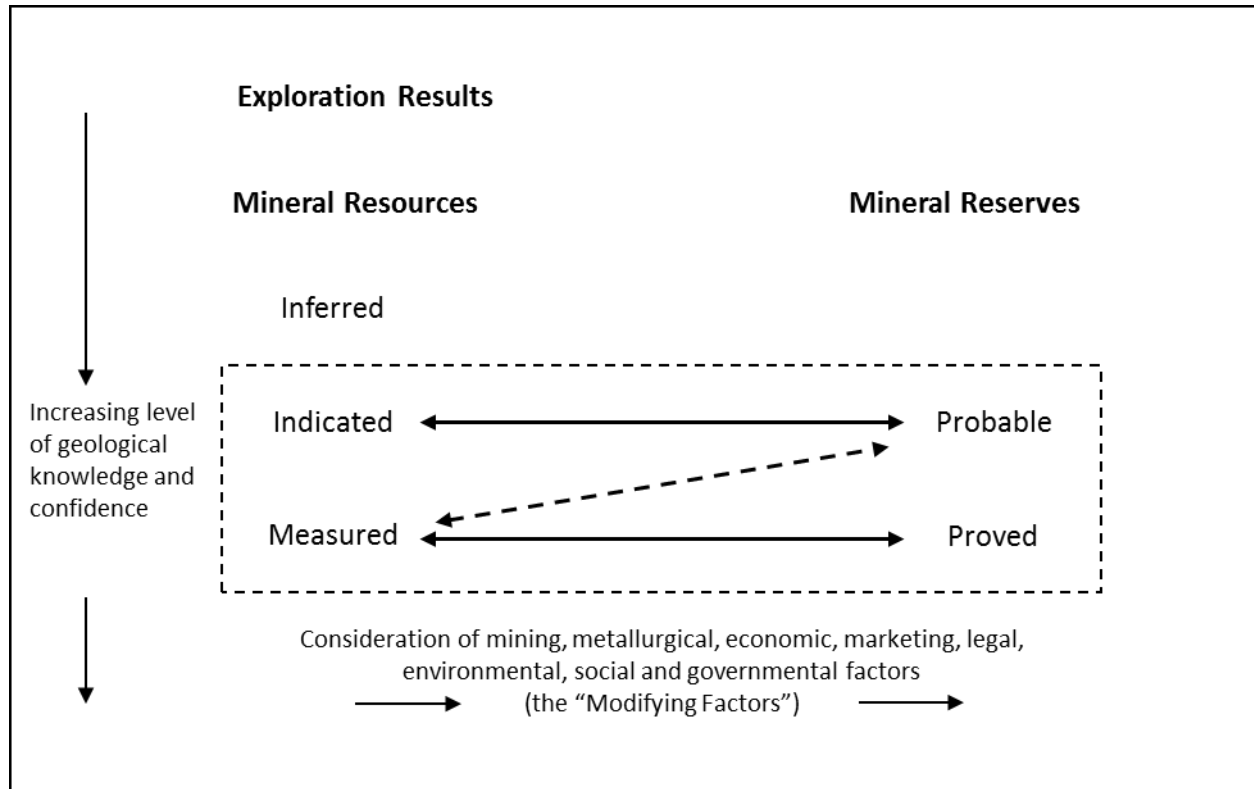 Exploration Results
Mineral Resources
Mineral Reserves
Inferred
Increasing level
of geological
knowledge and
confidence
Indicated
Probable
Measured
Proved
Consideration of mining, metallurgical, economic, marketing, legal,
environmental, social and governmental factors
(the “Modifying Factors”)